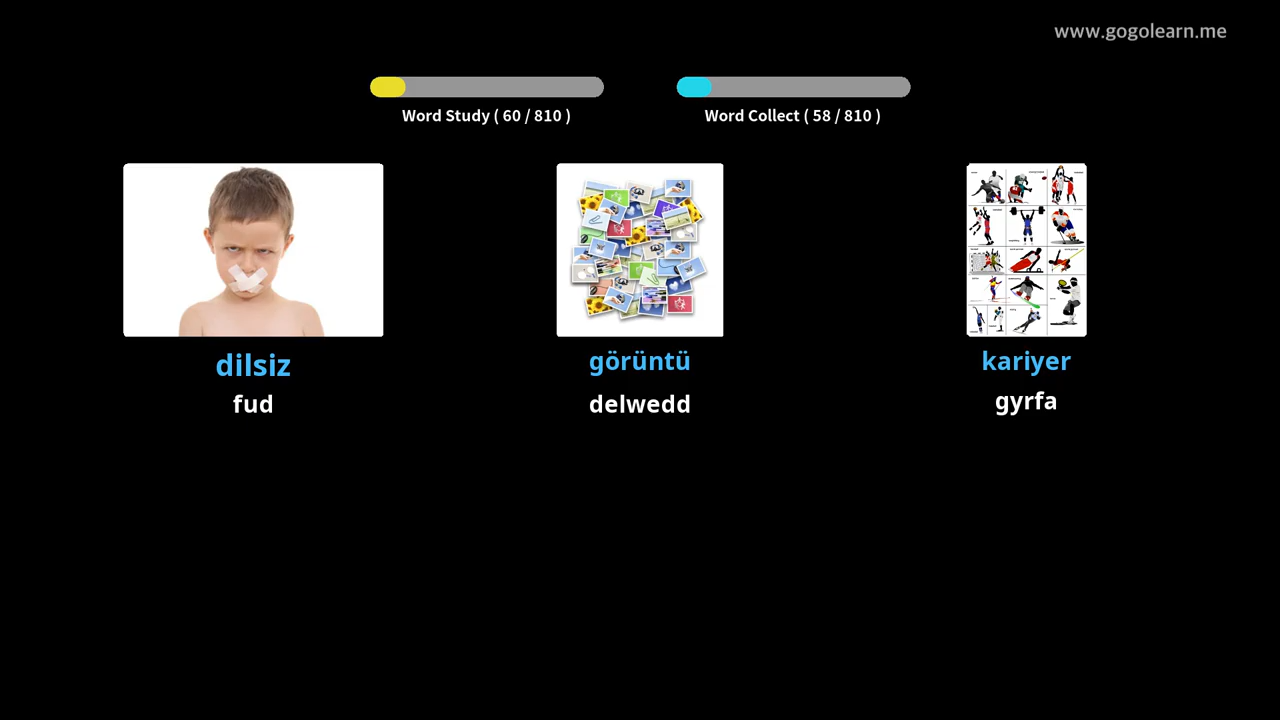 www.gogolearn.me
Word Study ( 60 / 810 )
Word Collect ( 58 / 810 )
dilsiz
görüntü
kariyer
fud
delwedd
gyrfa